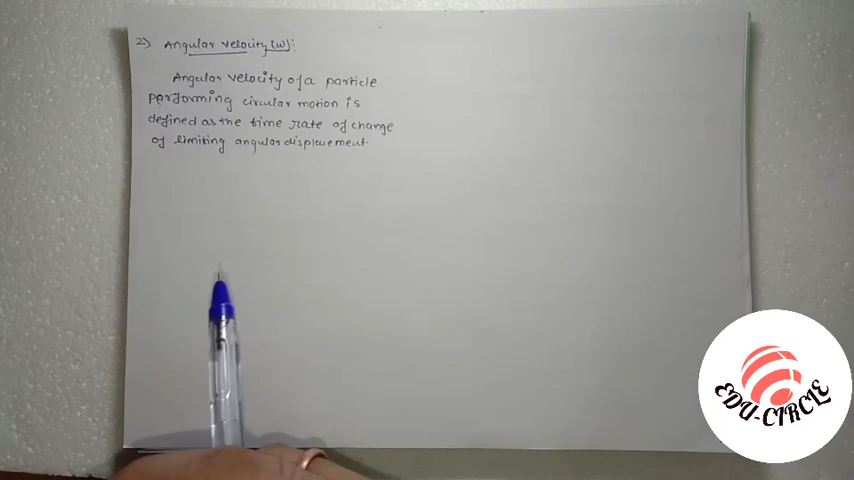 2) Angular velocity (ω):
Angular velocity of a particle
performing circular motion is
defined as the time rate of change
of limiting angular displacement.
EDU-CIRCLE